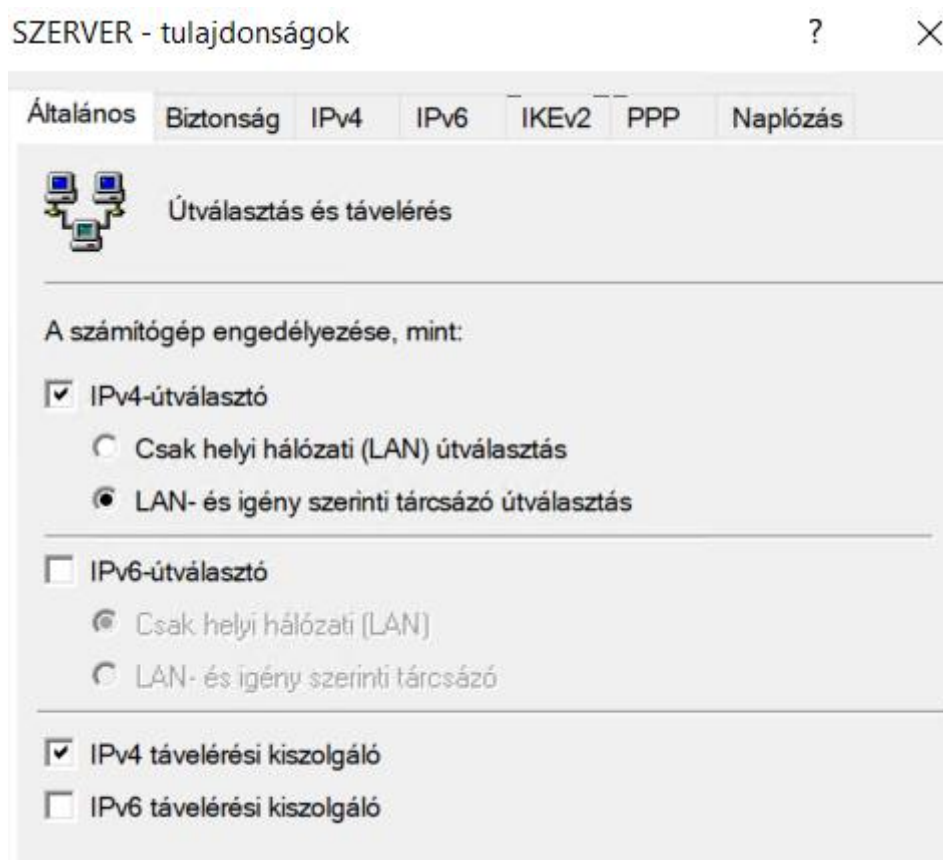 SZERVER - tulajdonságok ?
Általános Biztonság IPv4 IPv6 IKEv2 PPP Naplózás
Útválasztás és távelérés
A számítógép engedélyezése, mint:
IPv4-útválasztó
Csak helyi hálózati (LAN) útválasztás
LAN- és igény szerinti tárcsázó útválasztás
IPv6-útválasztó
Csak helyi hálózati (LAN)
LAN- és igény szerinti tárcsázó
IPv4 távelérési kiszolgáló
IPv6 távelérési kiszolgáló